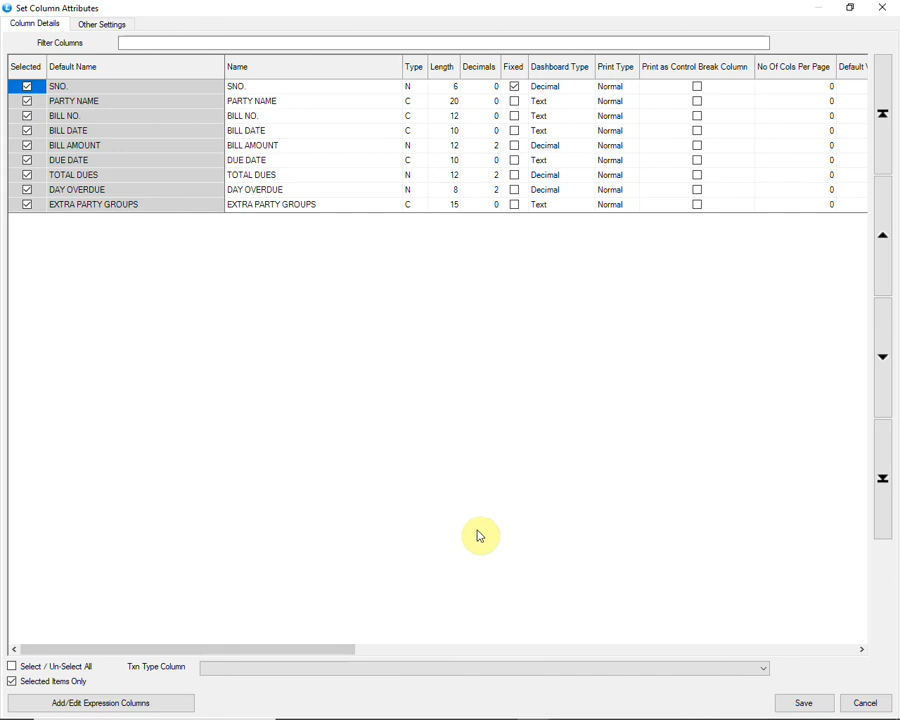 Set Column Attributes
Column Details Other Settings
Filter Columns
Selected Default Name Name Type Length Decimals Fixed Dashboard Type Print Type Print as Control Break Column No Of Cols Per Page Default
SNO. SNO. N 6 0 Decimal Normal 0
PARTY NAME PARTY NAME C 20 0 Text Normal 0
BILL NO. BILL NO. C 12 0 Text Normal 0
BILL DATE BILL DATE C 10 0 Text Normal 0
BILL AMOUNT BILL AMOUNT N 12 2 Decimal Normal 0
DUE DATE DUE DATE C 10 0 Text Normal 0
TOTAL DUES TOTAL DUES N 12 2 Decimal Normal 0
DAY OVERDUE DAY OVERDUE N 8 2 Decimal Normal 0
EXTRA PARTY GROUPS EXTRA PARTY GROUPS C 15 0 Text Normal 0
Select / Un-Select All Txn Type Column
Selected Items Only
Add/Edit Expression Columns Save Cancel